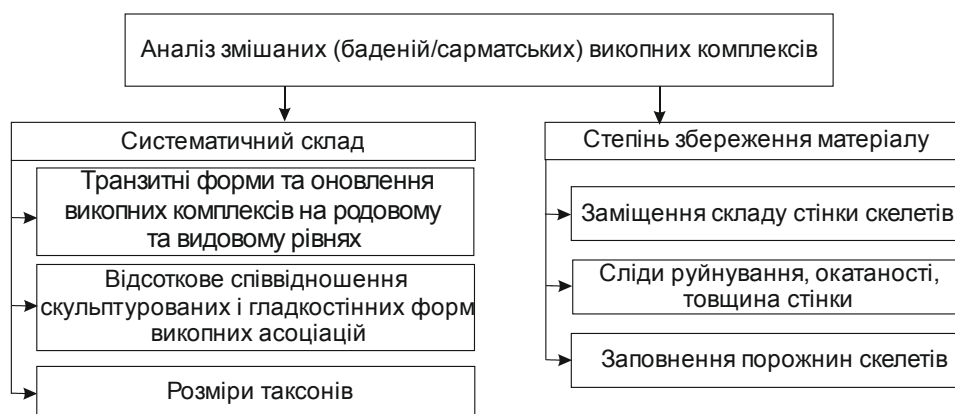 Аналіз змішаних (баденій/сарматських) викопних комплексів
Систематичний склад
Транзитні форми та оновлення
викопних комплексів на родовому
та видовому рівнях
Відсоткове співвідношення
скульптурованих і гладкостінних форм
викопних асоціацій
Розміри таксонів
Степінь збереження матеріалу
Заміщення складу стінки скелетів
Сліди руйнування, окатаності,
товщина стінки
Заповнення порожнин скелетів